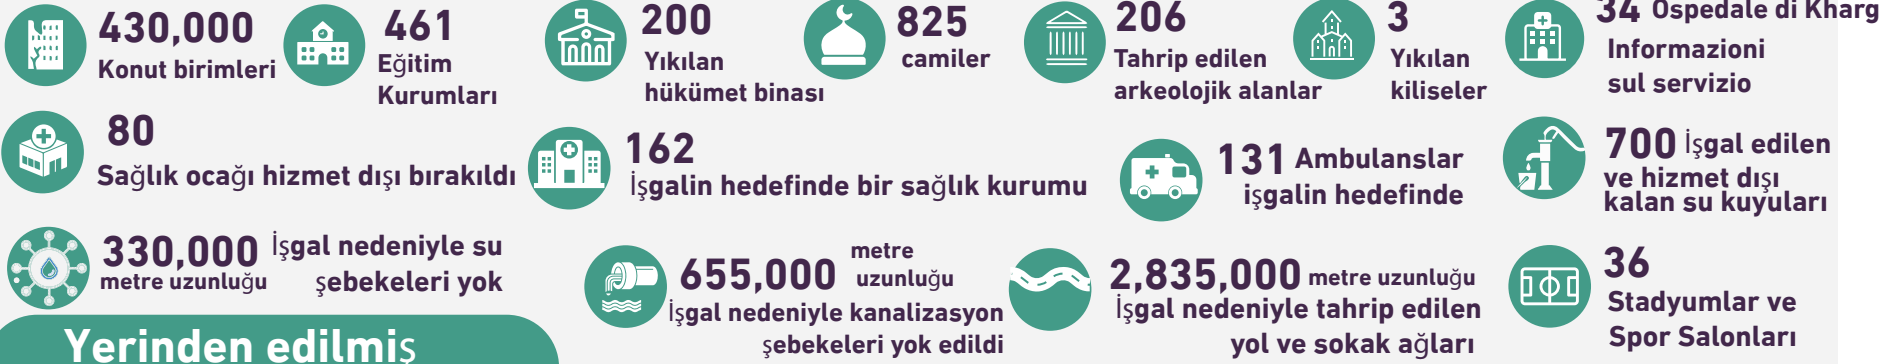 430,000
Konut birimleri
461
Eğitim
Kurumları
200
Yıkılan
hükümet binası
825
camiler
206
Tahrip edilen
arkeolojik alanlar
3
Yıkılan
kiliseler
34 Ospedale di Kharg
Informazioni
sul servizio
80
Sağlık ocağı hizmet dışı bırakıldı
162
İşgalin hedefinde bir sağlık kurumu
131 Ambulanslar
işgalin hedefinde
700 İşgal edilen
ve hizmet dışı
kalan su kuyuları
330,000 İşgal nedeniyle su
metre uzunluğu şebekeleri yok
655,000 metre
uzunluğu
İşgal nedeniyle kanalizasyon
şebekeleri yok edildi
2,835,000 metre uzunluğu
İşgal nedeniyle tahrip edilen
yol ve sokak ağları
36
Stadyumlar ve
Spor Salonları
Yerinden edilmiş